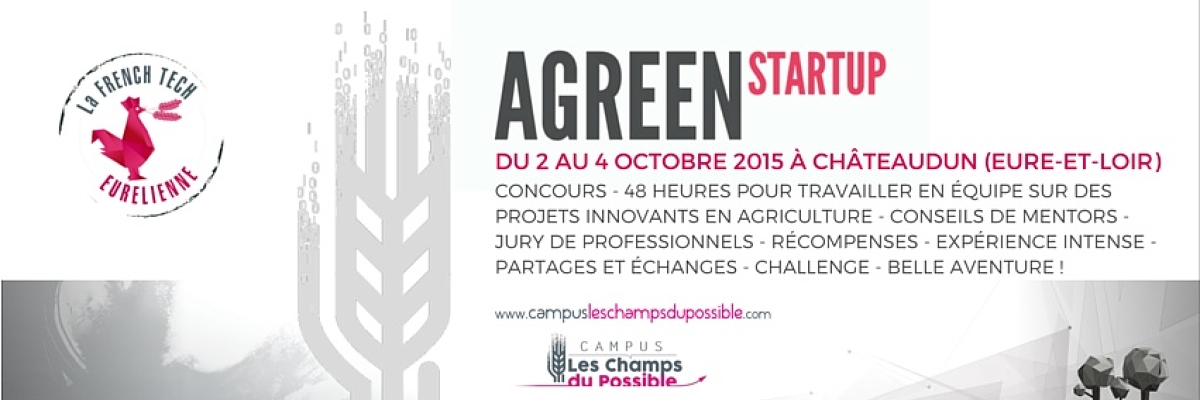 La FRENCH TECH
EURELIENNE
AGREEN STARTUP
DU 2 AU 4 OCTOBRE 2015 À CHÂTEAUDUN (EURE-ET-LOIR)
CONCOURS - 48 HEURES POUR TRAVAILLER EN ÉQUIPE SUR DES
PROJETS INNOVANTS EN AGRICULTURE - CONSEILS DE MENTORS -
JURY DE PROFESSIONNELS - RÉCOMPENSES - EXPÉRIENCE INTENSE -
PARTAGES ET ÉCHANGES - CHALLENGE - BELLE AVENTURE !
www.campusleschampsdupossible.com
CAMPUS
Les Champs
du Possible